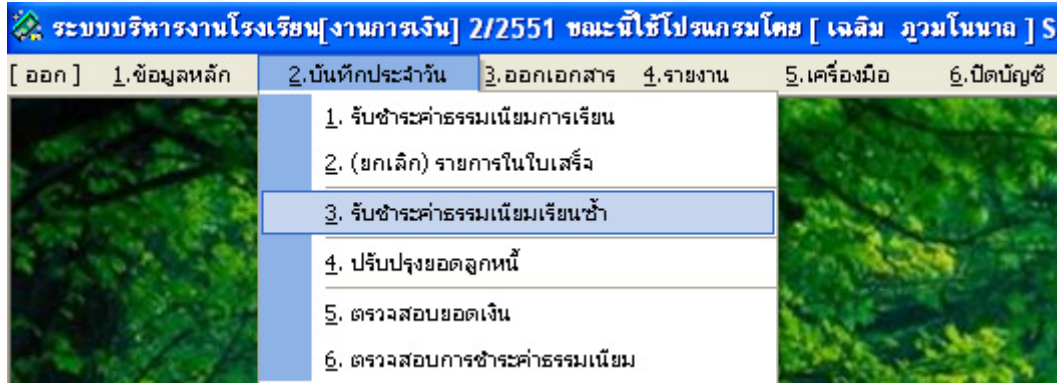 ระบบบริหารงานโรงเรียน[งานการเงิน] 2/2551 ขณะนี้ใช้โปรแกรมโดย [ เฉลิม ภูวมโนนาถ ] S
[ ออก ] 1.ข้อมูลหลัก 2.บันทึกประจำวัน 3.ออกเอกสาร 4.รายงาน 5.เครื่องมือ 6.ปิดบัญชี
1. รับชำระค่าธรรมเนียมการเรียน
2. (ยกเลิก) รายการในใบเสร็จ
3. รับชำระค่าธรรมเนียมเรียนซ้ำ
4. ปรับปรุงยอดลูกหนี้
5. ตรวจสอบยอดเงิน
6. ตรวจสอบการชำระค่าธรรมเนียม